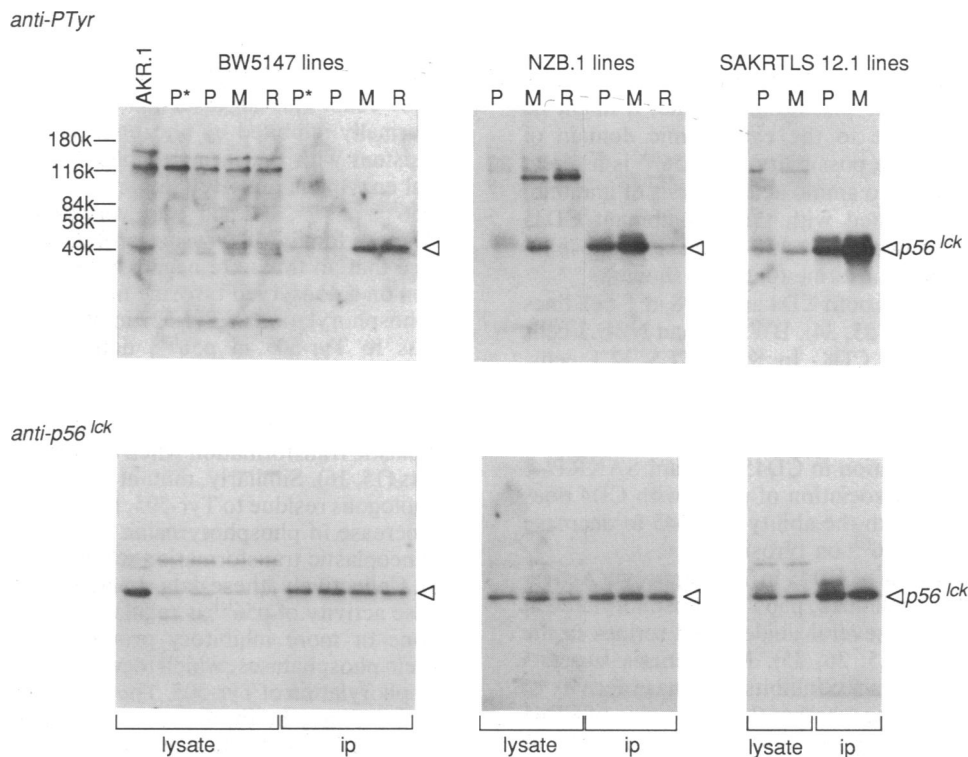 anti-PTyr
AKR.1
BW5147 lines
P* P M R P* P M R
NZB.1 lines
P M R P M R
SAKRTLS 12.1 lines
P M P M
180k
116k
84k
58k
49k
p56 lck
anti-p56 lck
p56 lck
lysate ip
lysate ip
lysate ip